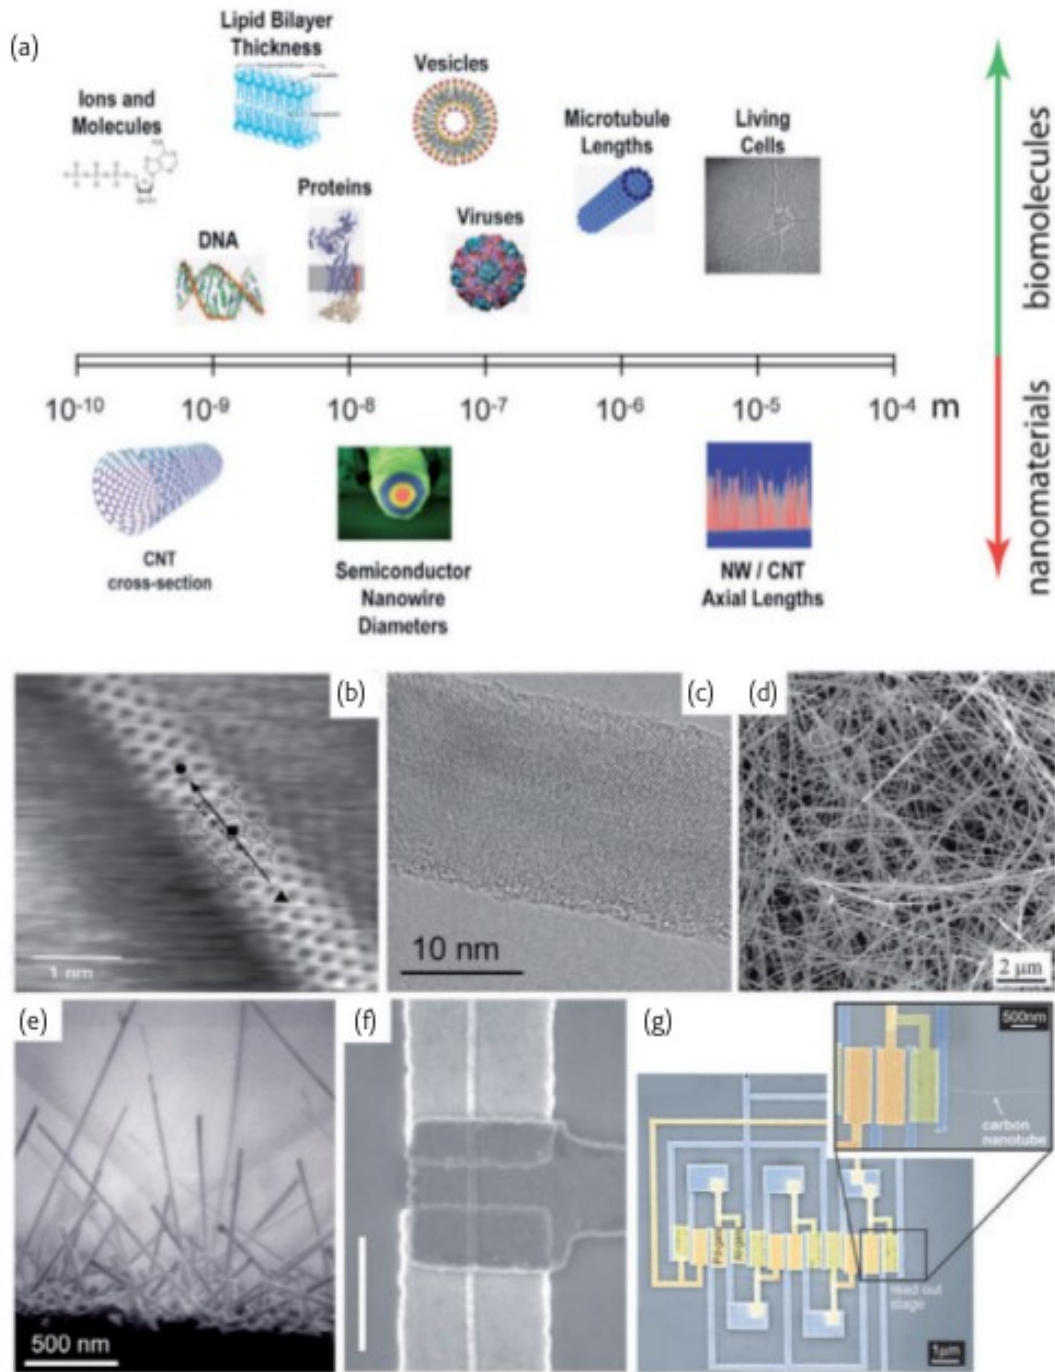 (a)
Lipid Bilayer
Thickness
Vesicles
Ions and
Molecules
Microtubule
Lengths
Living
Cells
Proteins
Viruses
DNA
biomolecules
10-10 10-9 10-8 10-7 10-6 10-5 10-4 m
nanomaterials
CNT
cross-section
Semiconductor
Nanowire
Diameters
NW / CNT
Axial Lengths
(b)
1 nm
(c)
10 nm
(d)
2 μm
(e)
500 nm
(f)
(g)
500nm
carbon
nanotube
read out
stage
1μm